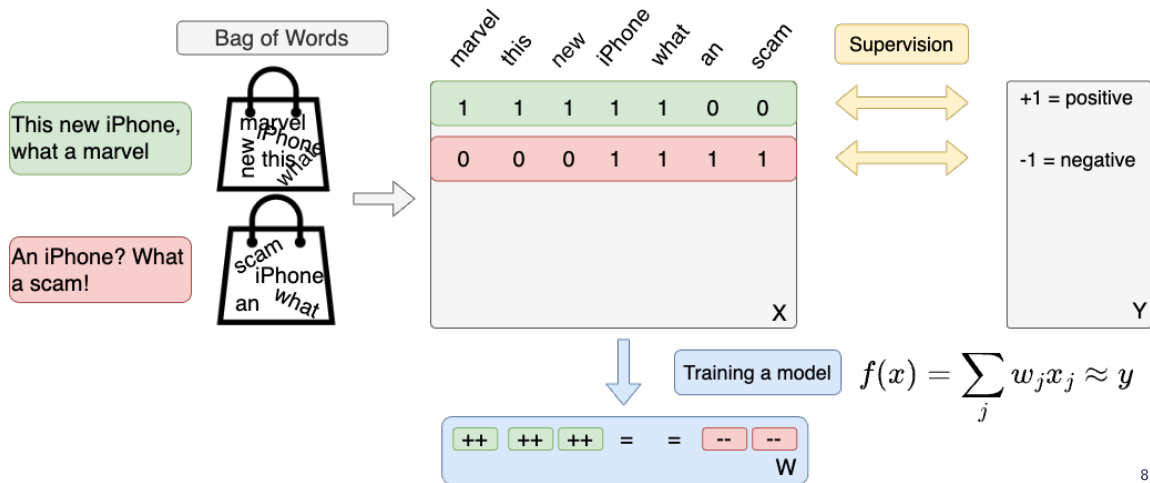 Bag of Words
marvel this new iPhone what an scam
Supervision
This new iPhone,
what a marvel
marvel
iPhone
new
this
what
1 1 1 1 1 0 0
0 0 0 1 1 1 1
X
+1 = positive
-1 = negative
Y
An iPhone? What
a scam!
scam
iPhone
an
what
Training a model
f(x) = ∑_j w_j x_j ≈ y
++ ++ ++ = = -- --
W
8